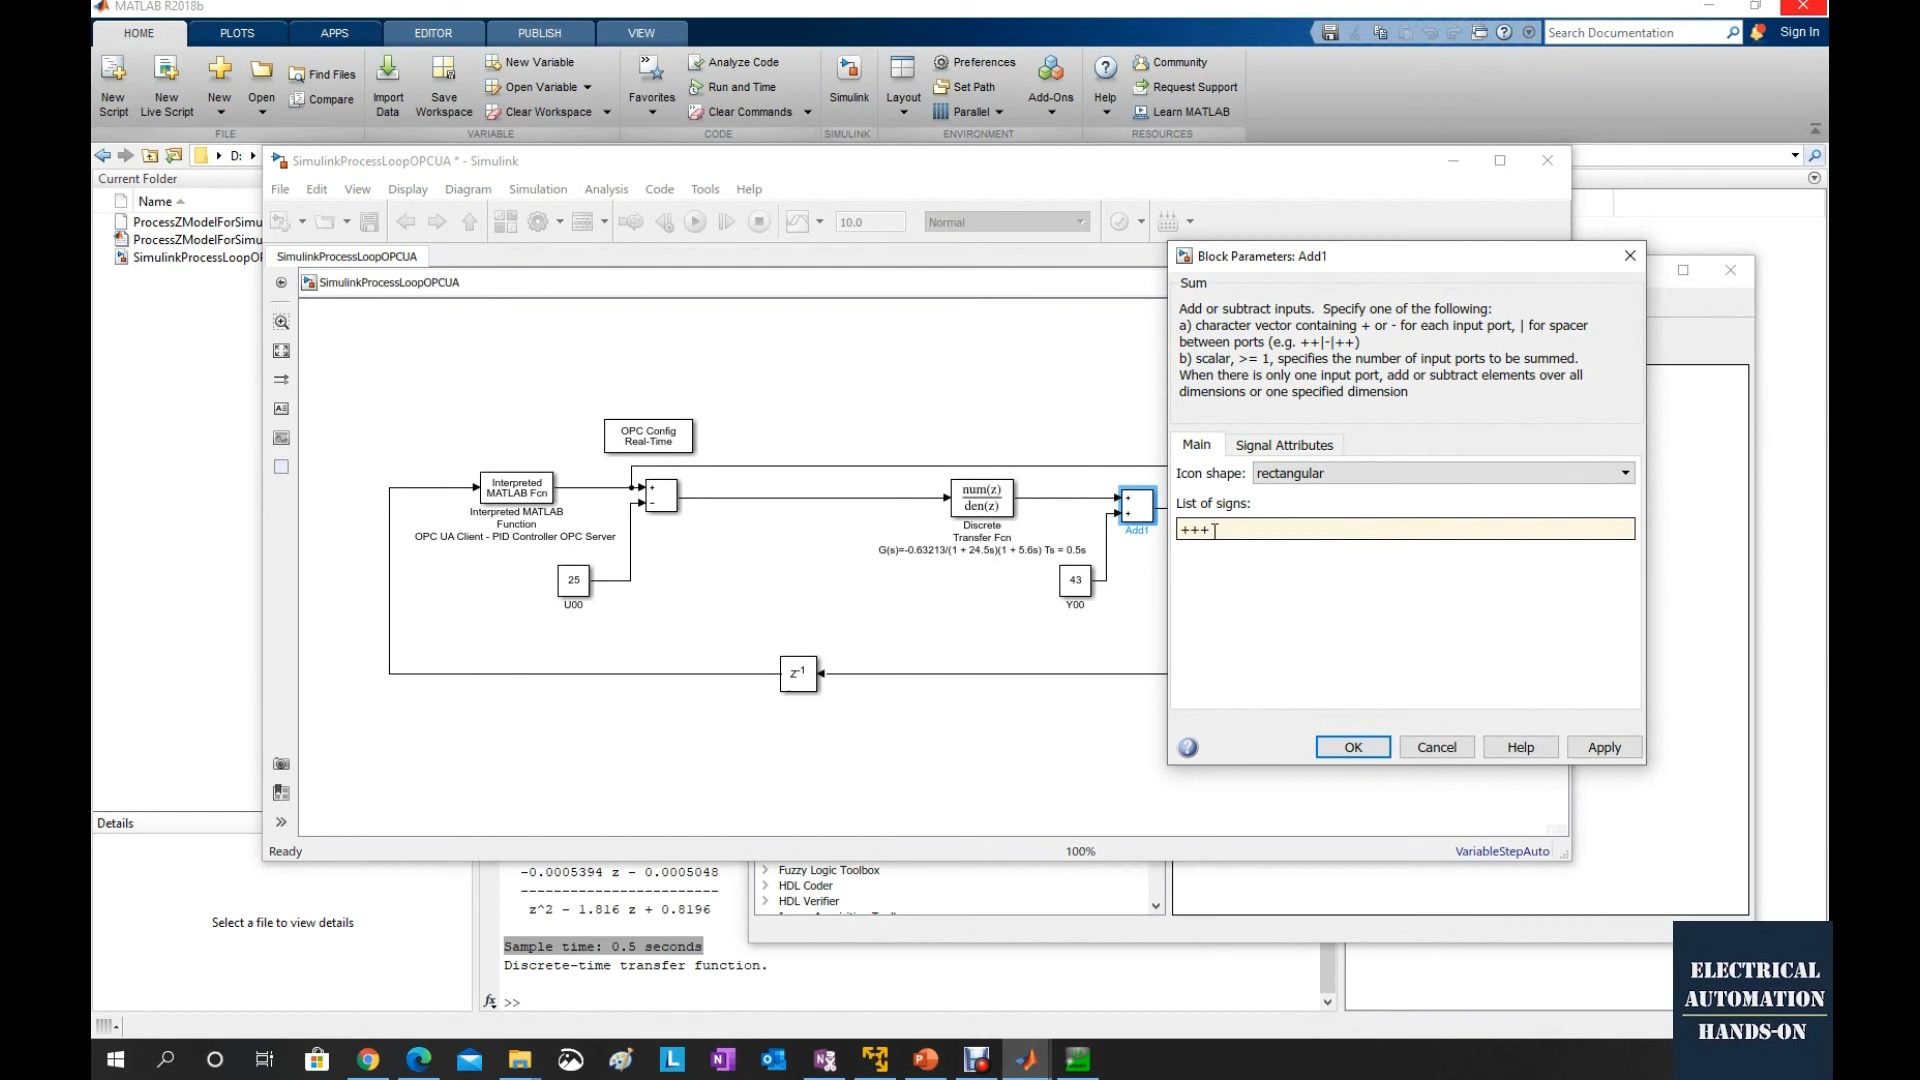 MATLAB R2018b
HOME PLOTS APPS EDITOR PUBLISH VIEW
Search Documentation
Sign In
New Script
New Live Script
New
Open
Find Files
Compare
Import Data
Save Workspace
New Variable
Open Variable
Clear Workspace
Favorites
Analyze Code
Run and Time
Clear Commands
Simulink
Layout
Preferences
Set Path
Parallel
Add-Ons
Help
Community
Request Support
Learn MATLAB
FILE VARIABLE CODE SIMULINK ENVIRONMENT RESOURCES
D:
Current Folder
Name
ProcessZModelForSimu
ProcessZModelForSimu
SimulinkProcessLoopO
SimulinkProcessLoopOPCUA * - Simulink
File Edit View Display Diagram Simulation Analysis Code Tools Help
10.0
Normal
SimulinkProcessLoopOPCUA
SimulinkProcessLoopOPCUA
OPC Config
Real-Time
Interpreted
MATLAB Fcn
Interpreted MATLAB
Function
OPC UA Client - PID Controller OPC Server
+
−
25
U00
num(z)
den(z)
Discrete
Transfer Fcn
G(s)=-0.63213/(1 + 24.5s)(1 + 5.6s) Ts = 0.5s
+
+
Add1
43
Y00
z-1
Block Parameters: Add1
Sum
Add or subtract inputs. Specify one of the following:
a) character vector containing + or - for each input port, | for spacer
between ports (e.g. ++|-|++)
b) scalar, >= 1, specifies the number of input ports to be summed.
When there is only one input port, add or subtract elements over all
dimensions or one specified dimension
Main Signal Attributes
Icon shape: rectangular
List of signs:
+++
OK Cancel Help Apply
Ready
100%
VariableStepAuto
Details
Select a file to view details
-0.0005394 z - 0.0005048
------------------------
z^2 - 1.816 z + 0.8196
Sample time: 0.5 seconds
Discrete-time transfer function.
fx >>
Fuzzy Logic Toolbox
HDL Coder
HDL Verifier
ELECTRICAL
AUTOMATION
HANDS-ON